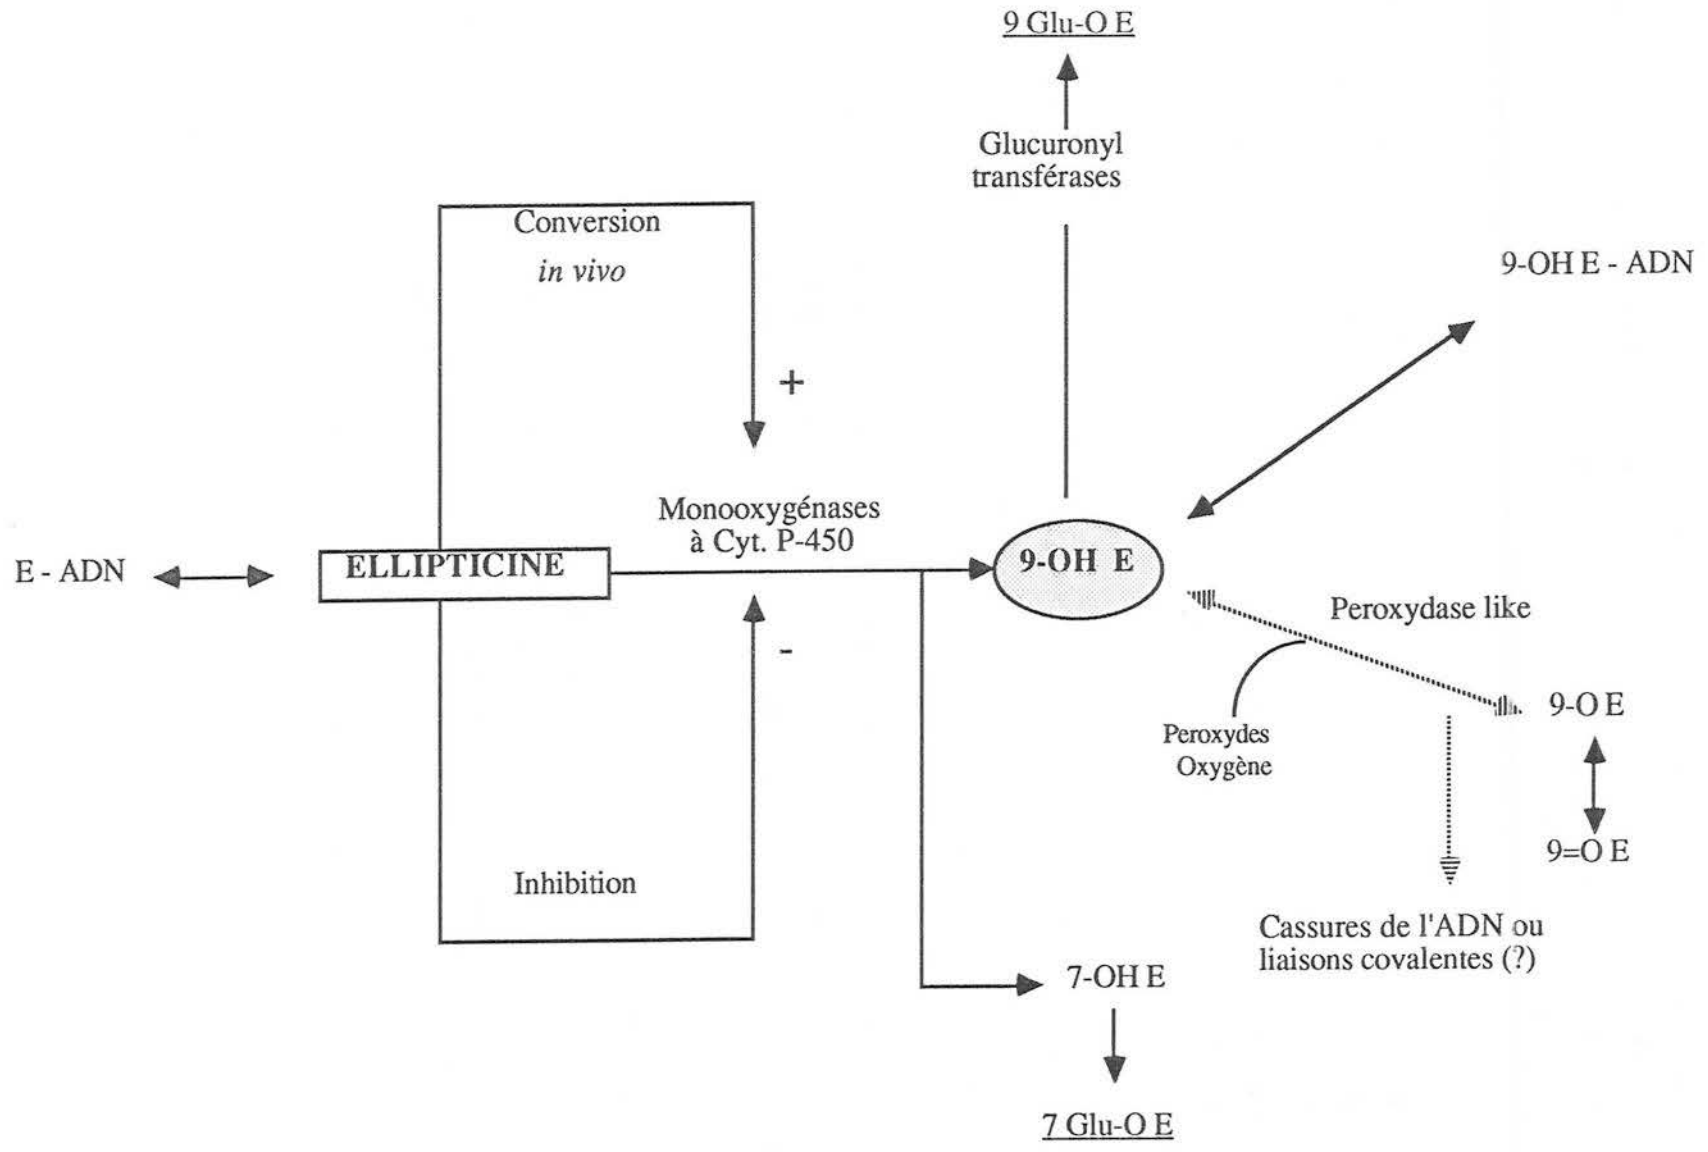 9 Glu-O E
Glucuronyl
transférases
Conversion
in vivo
9-OH E - ADN
+
Monooxygénases
à Cyt. P-450
E - ADN
ELLIPTICINE
9-OH E
Peroxydase like
-
9-O E
Peroxydes
Oxygène
9=O E
Inhibition
Cassures de l'ADN ou
liaisons covalentes (?)
7-OH E
7 Glu-O E